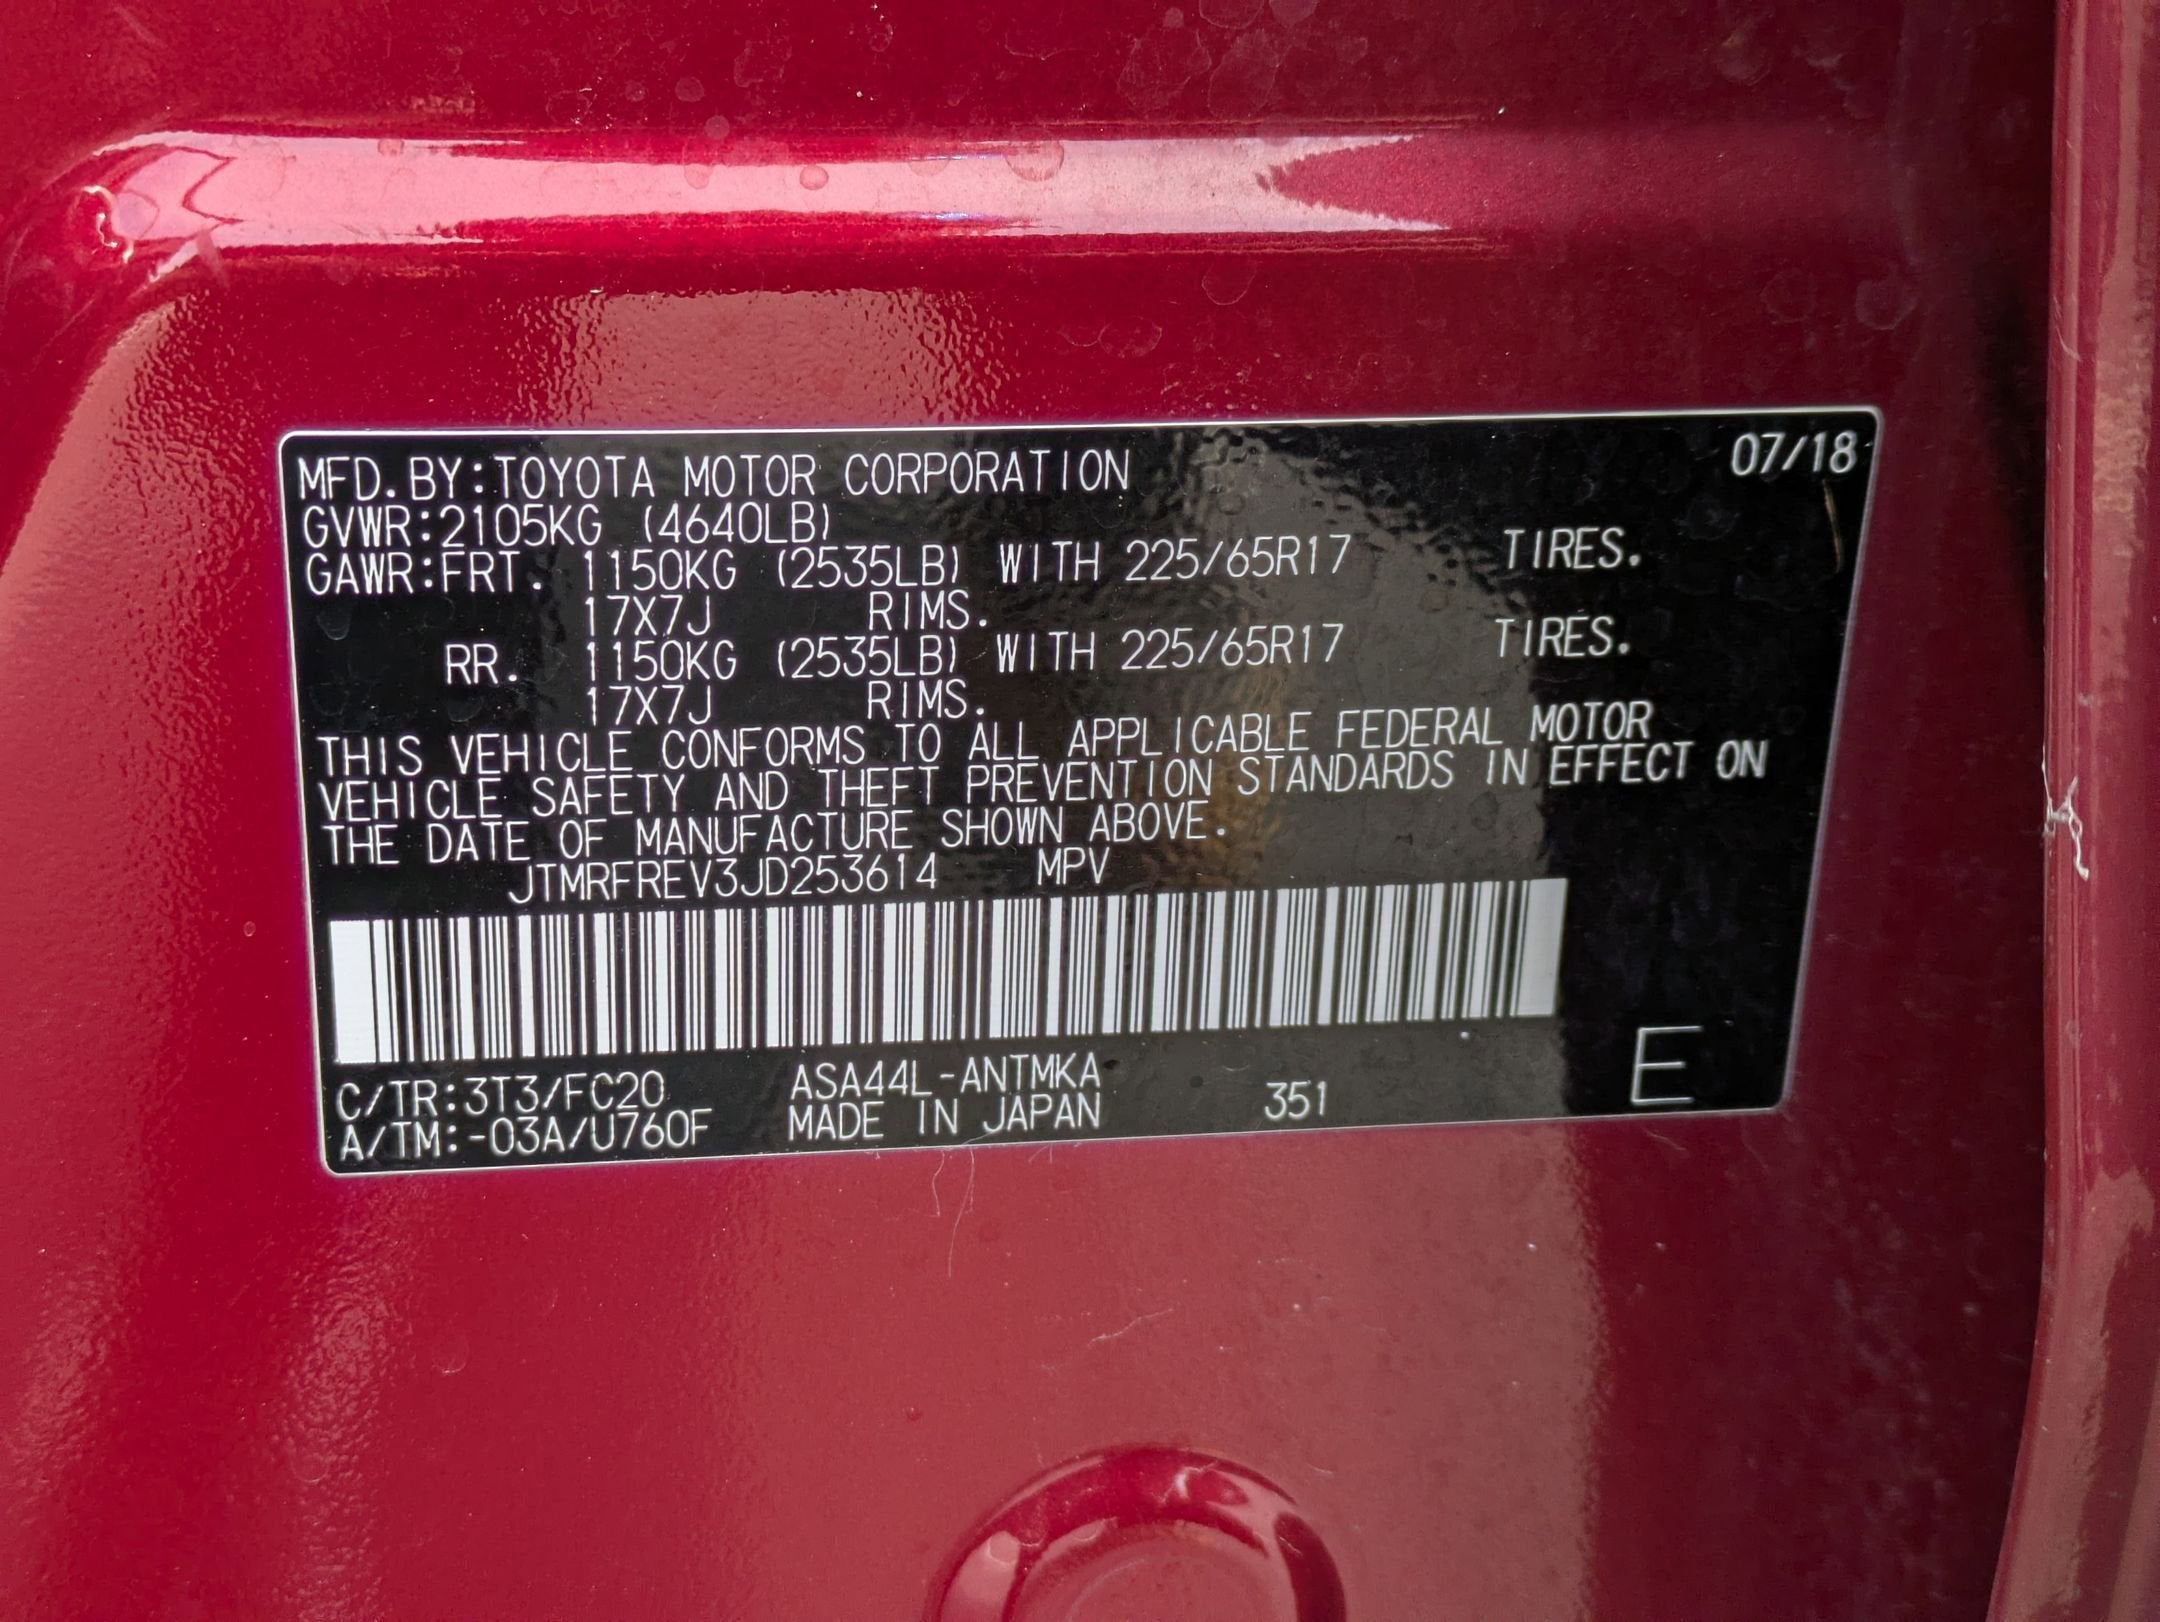 07/18
MFD.BY:TOYOTA MOTOR CORPORATION
GVWR:2105KG (4640LB)
GAWR:FRT. 1150KG (2535LB) WITH 225/65R17 TIRES.
17X7J RIMS.
RR. 1150KG (2535LB) WITH 225/65R17 TIRES.
17X7J RIMS.
THIS VEHICLE CONFORMS TO ALL APPLICABLE FEDERAL MOTOR
VEHICLE SAFETY AND THEFT PREVENTION STANDARDS IN EFFECT ON
THE DATE OF MANUFACTURE SHOWN ABOVE.
JTMRFREV3JD253614 MPV
C/TR:3T3/FC20 ASA44L-ANTMKA
A/TM:-03A/U760F MADE IN JAPAN 351 E